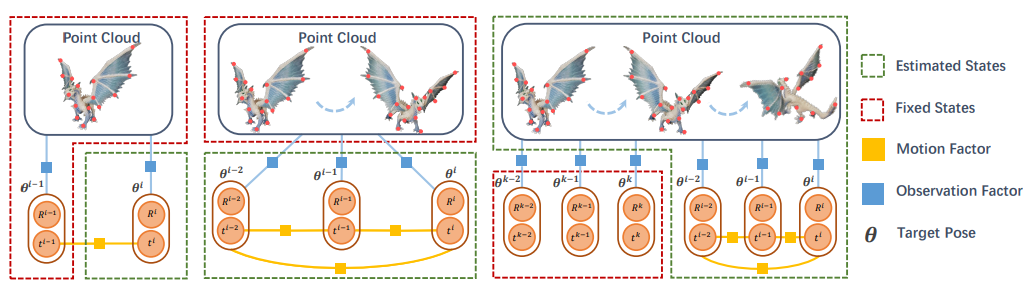 Point Cloud
θ^{i-1}
θ^{i}
R^{i-1}
R^{i}
t^{i-1}
t^{i}
Point Cloud
θ^{i-2}
θ^{i-1}
θ^{i}
R^{i-2}
R^{i-1}
R^{i}
t^{i-2}
t^{i-1}
t^{i}
Point Cloud
θ^{k-2}
θ^{k-1}
θ^{k}
θ^{i-2}
θ^{i-1}
θ^{i}
R^{k-2}
R^{k-1}
R^{k}
R^{i-2}
R^{i-1}
R^{i}
t^{k-2}
t^{k-1}
t^{k}
t^{i-2}
t^{i-1}
t^{i}
Estimated States
Fixed States
Motion Factor
Observation Factor
θ Target Pose